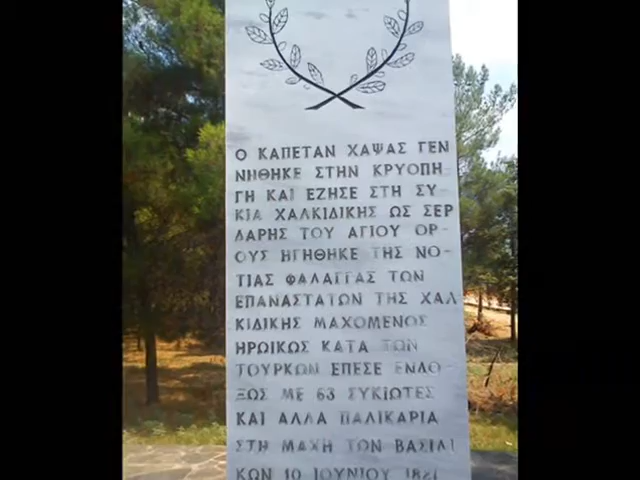 Ο ΚΑΠΕΤΑΝ ΧΑΨΑΣ ΓΕΝ
ΝΗΘΗΚΕ ΣΤΗΝ ΚΡΥΟΠΗ
ΓΗ ΚΑΙ ΕΖΗΣΕ ΣΤΗ ΣΥ-
ΚΙΑ ΧΑΛΚΙΔΙΚΗΣ ΩΣ ΣΕΡ
ΔΑΡΗΣ ΤΟΥ ΑΓΙΟΥ ΟΡ-
ΟΥΣ ΗΓΗΘΗΚΕ ΤΗΣ ΝΟ-
ΤΙΑΣ ΦΑΛΑΓΓΑΣ ΤΩΝ
ΕΠΑΝΑΣΤΑΤΩΝ ΤΗΣ ΧΑΛ
ΚΙΔΙΚΗΣ ΜΑΧΟΜΕΝΟΣ
ΗΡΩΙΚΩΣ ΚΑΤΑ ΤΩΝ
ΤΟΥΡΚΩΝ ΕΠΕΣΕ ΕΝΔΟ-
ΞΩΣ ΜΕ 63 ΣΥΚΙΩΤΕΣ
ΚΑΙ ΑΛΛΑ ΠΑΛΙΚΑΡΙΑ
ΣΤΗ ΜΑΧΗ ΤΩΝ ΒΑΣΙΛΙ
ΚΩΝ 10 ΙΟΥΝΙΟΥ 1821